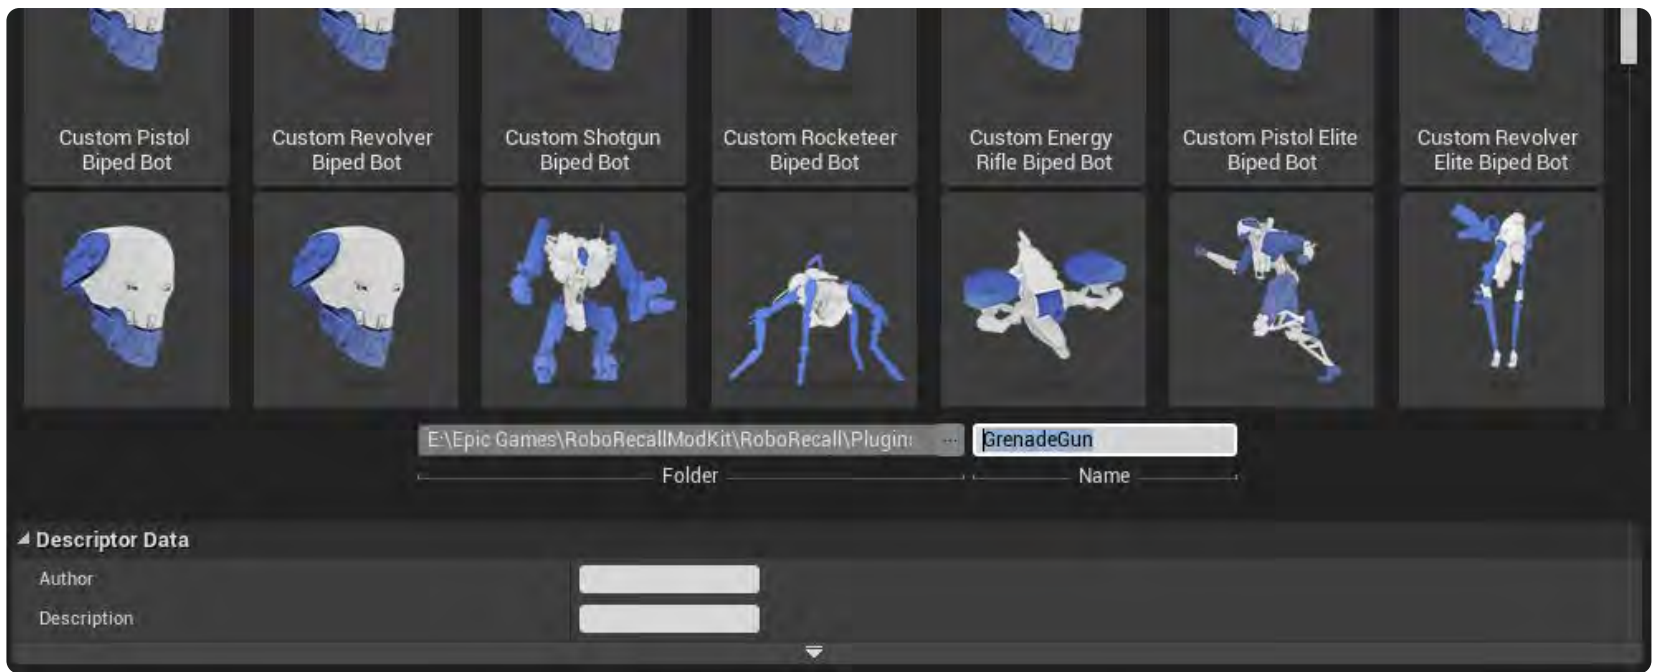 Custom Pistol
Biped Bot
Custom Revolver
Biped Bot
Custom Shotgun
Biped Bot
Custom Rocketeer
Biped Bot
Custom Energy
Rifle Biped Bot
Custom Pistol Elite
Biped Bot
Custom Revolver
Elite Biped Bot
E:\Epic Games\RoboRecallModKit\RoboRecall\Plugin
...
GrenadeGun
Folder
Name
Descriptor Data
Author
Description